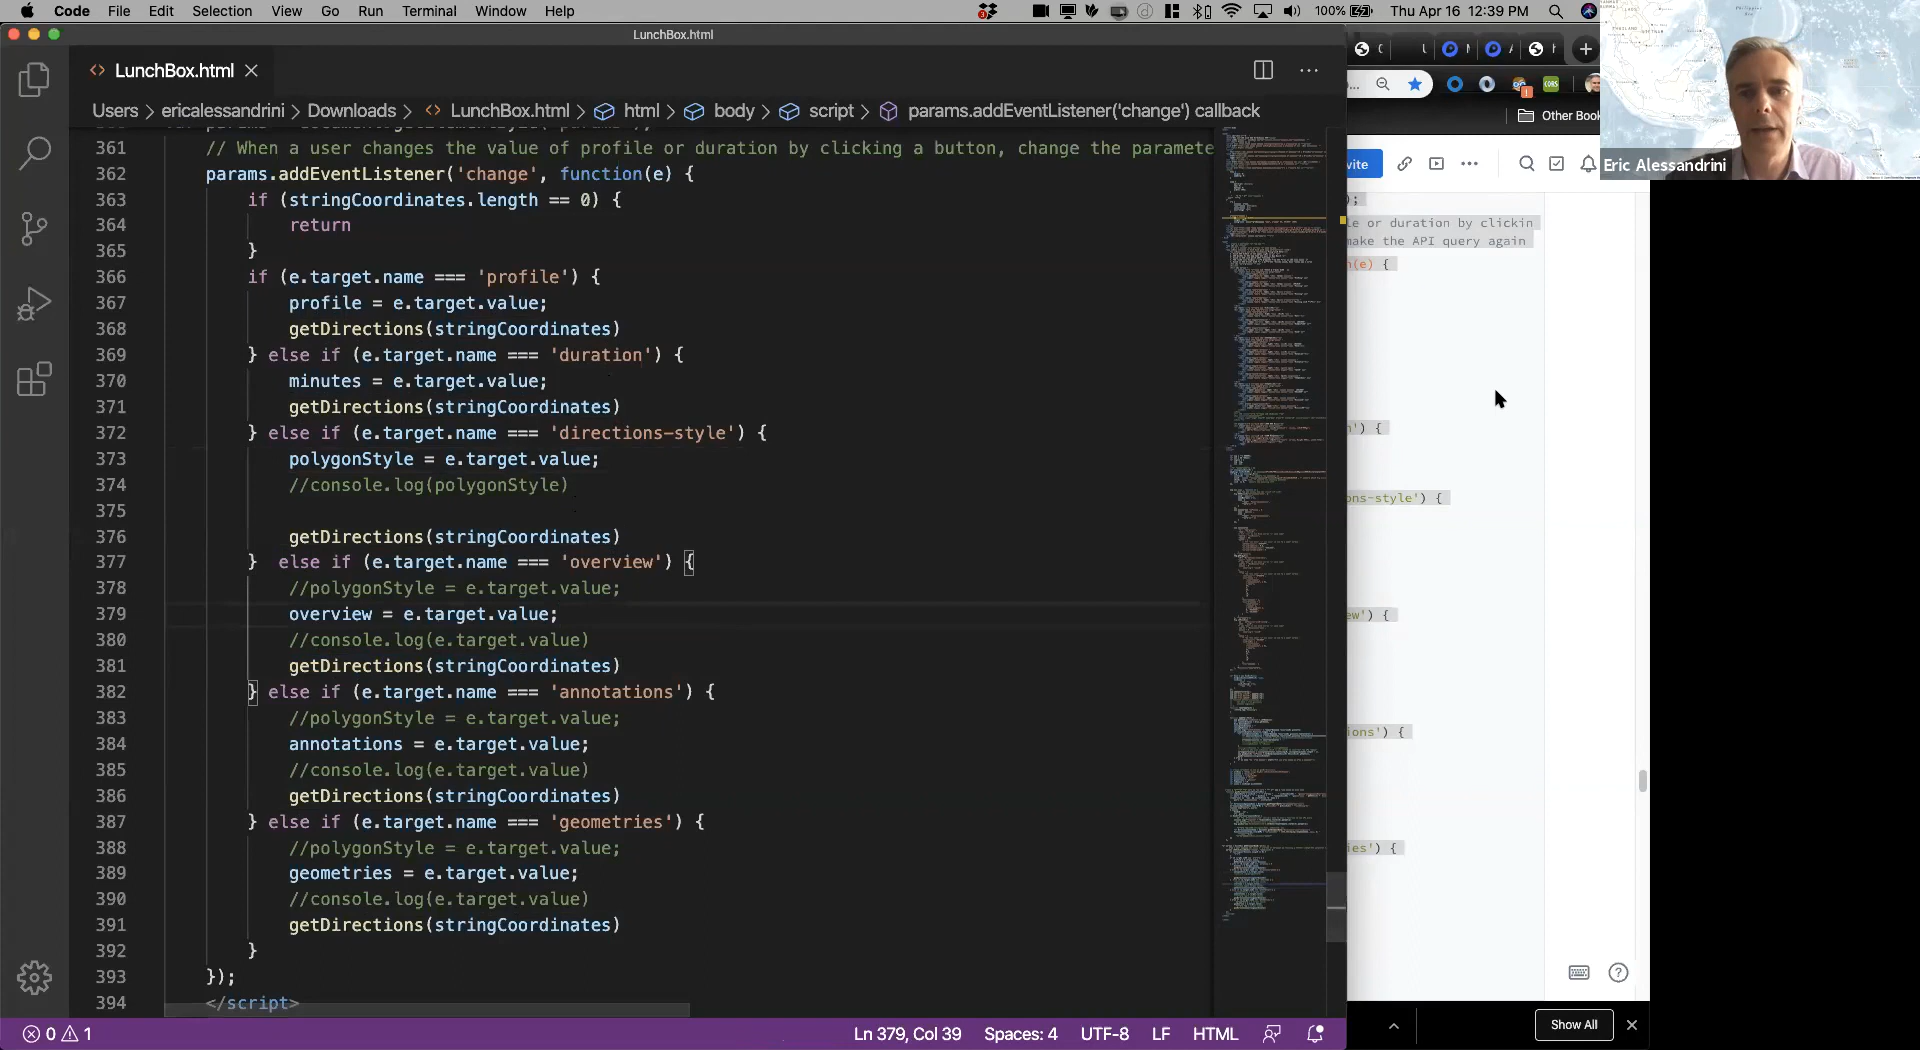 Code File Edit Selection View Go Run Terminal Window Help 100% Thu Apr 16 12:39 PM
LunchBox.html
LunchBox.html
Users > ericalessandrini > Downloads > LunchBox.html > html > body > script > params.addEventListener('change') callback
361 // When a user changes the value of profile or duration by clicking a button, change the paramete
362 params.addEventListener('change', function(e) {
363 if (stringCoordinates.length == 0) {
364 return
365 }
366 if (e.target.name === 'profile') {
367 profile = e.target.value;
368 getDirections(stringCoordinates)
369 } else if (e.target.name === 'duration') {
370 minutes = e.target.value;
371 getDirections(stringCoordinates)
372 } else if (e.target.name === 'directions-style') {
373 polygonStyle = e.target.value;
374 //console.log(polygonStyle)
375
376 getDirections(stringCoordinates)
377 } else if (e.target.name === 'overview') {
378 //polygonStyle = e.target.value;
379 overview = e.target.value;
380 //console.log(e.target.value)
381 getDirections(stringCoordinates)
382 } else if (e.target.name === 'annotations') {
383 //polygonStyle = e.target.value;
384 annotations = e.target.value;
385 //console.log(e.target.value)
386 getDirections(stringCoordinates)
387 } else if (e.target.name === 'geometries') {
388 //polygonStyle = e.target.value;
389 geometries = e.target.value;
390 //console.log(e.target.value)
391 getDirections(stringCoordinates)
392 }
393 });
394 </script>
0 1 Ln 379, Col 39 Spaces: 4 UTF-8 LF HTML
CORS
Other Book
vite
);
le or duration by clickin
make the API query again
n(e) {
n') {
ons-style') {
ew') {
ions') {
ies') {
Show All
Eric Alessandrini